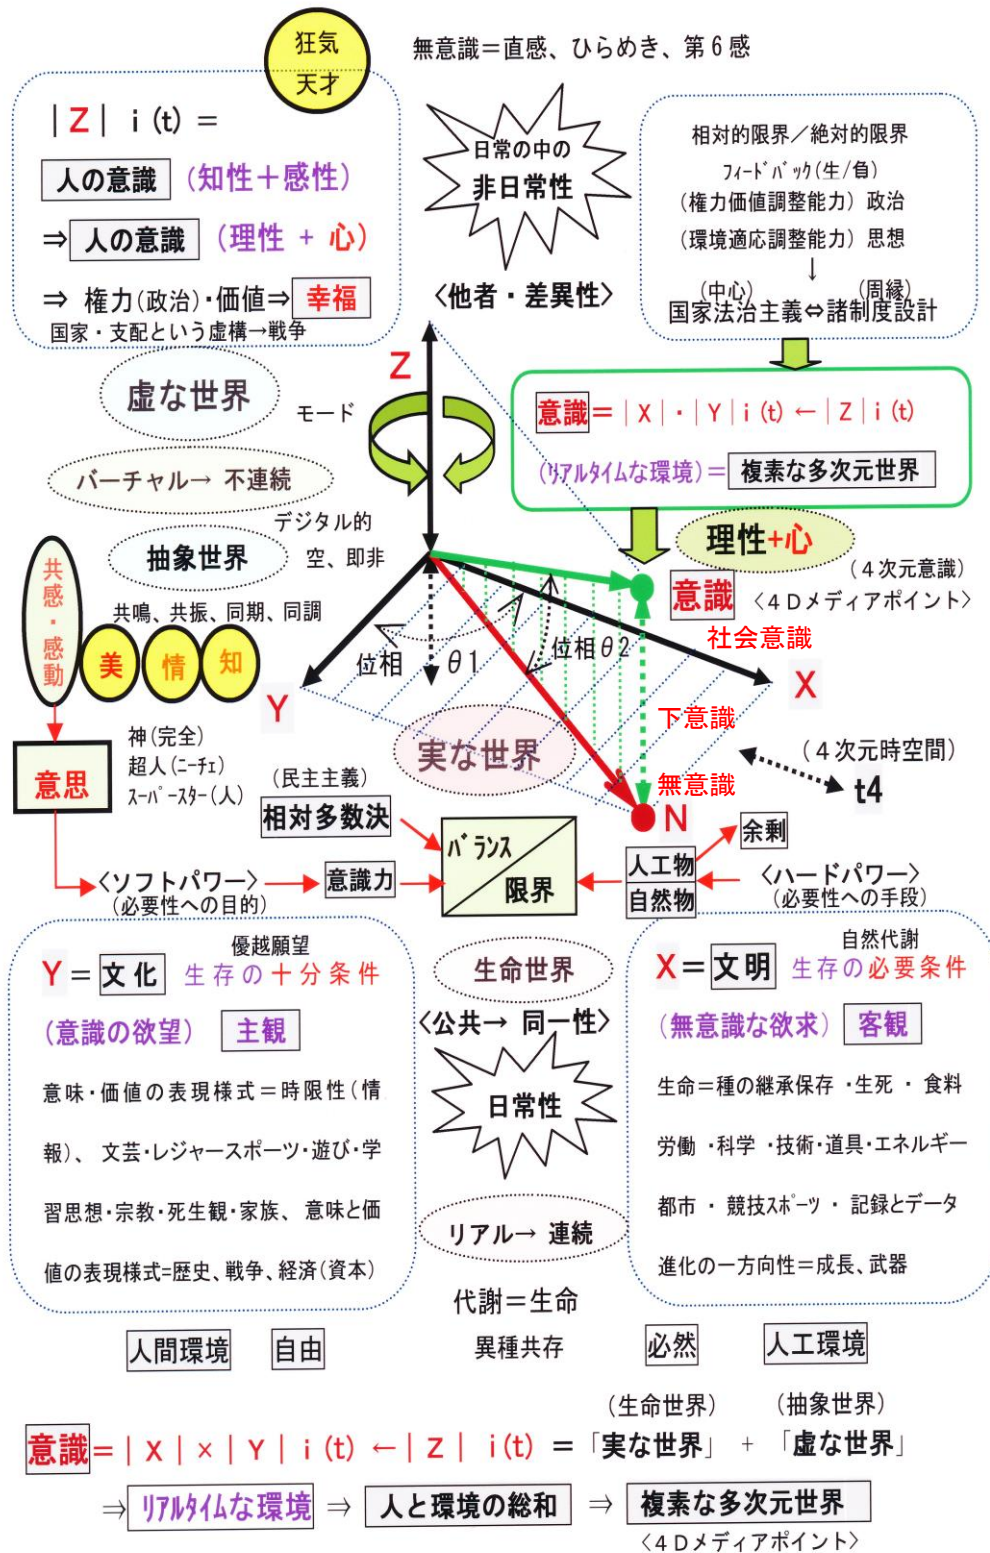 狂気
天才
無意識＝直感、ひらめき、第６感
｜Z｜ i (t) ＝
人の意識 （知性＋感性）
⇒ 人の意識 （理性 + 心）
⇒ 権力(政治)・価値⇒ 幸福
国家・支配という虚構→戦争
日常の中の
非日常性
〈他者・差異性〉
相対的限界／絶対的限界
ﾌｨｰﾄﾞﾊﾞｯｸ(生/負)
(権力価値調整能力) 政治
(環境適応調整能力) 思想
↓
(中心) (周縁)
国家法治主義⇔諸制度設計
虚な世界
モード
Z
意識＝｜X｜・｜Y｜i (t) ←｜Z｜i (t)
(ﾘｱﾙﾀｲﾑな環境)＝ 複素な多次元世界
バーチャル→ 不連続
デジタル的
空、即非
抽象世界
理性+心
(４次元意識)
意識
〈４Ｄメディアポイント〉
共感・感動
共鳴、共振、同期、同調
美 情 知
社会意識
位相 θ1
位相θ2
Y
X
下意識
実な世界
無意識
N
(４次元時空間)
t4
意思
神(完全)
超人(ﾆｰﾁｪ)
ｽｰﾊﾟｰｽﾀｰ(人)
(民主主義)
相対多数決
バランス
限界
余剰
人工物
自然物
〈ソフトパワー〉
(必要性への目的)
意識力
〈ハードパワー〉
(必要性への手段)
優越願望
Y＝ 文化 生存の十分条件
(意識の欲望) 主観
意味・価値の表現様式＝時限性(情
報)、 文芸・レジャースポーツ・遊び・学
習思想・宗教・死生観・家族、 意味と価
値の表現様式=歴史、戦争、経済(資本)
生命世界
〈公共→ 同一性〉
日常性
リアル→ 連続
代謝＝生命
異種共存
自然代謝
X＝ 文明 生存の必要条件
(無意識な欲求) 客観
生命＝種の継承保存 ・生死 ・ 食料
労働 ・科学 ・技術・道具・エネルギー
都市 ・ 競技ｽﾎﾟｰﾂ ・ 記録とデータ
進化の一方向性＝成長、武器
人間環境 自由
必然 人工環境
(生命世界) (抽象世界)
意識＝｜X｜×｜Y｜i (t) ←｜Z｜ i (t) ＝「実な世界」 + 「虚な世界」
⇒ ﾘｱﾙﾀｲﾑな環境 ⇒ 人と環境の総和 ⇒ 複素な多次元世界
〈４Ｄメディアポイント〉